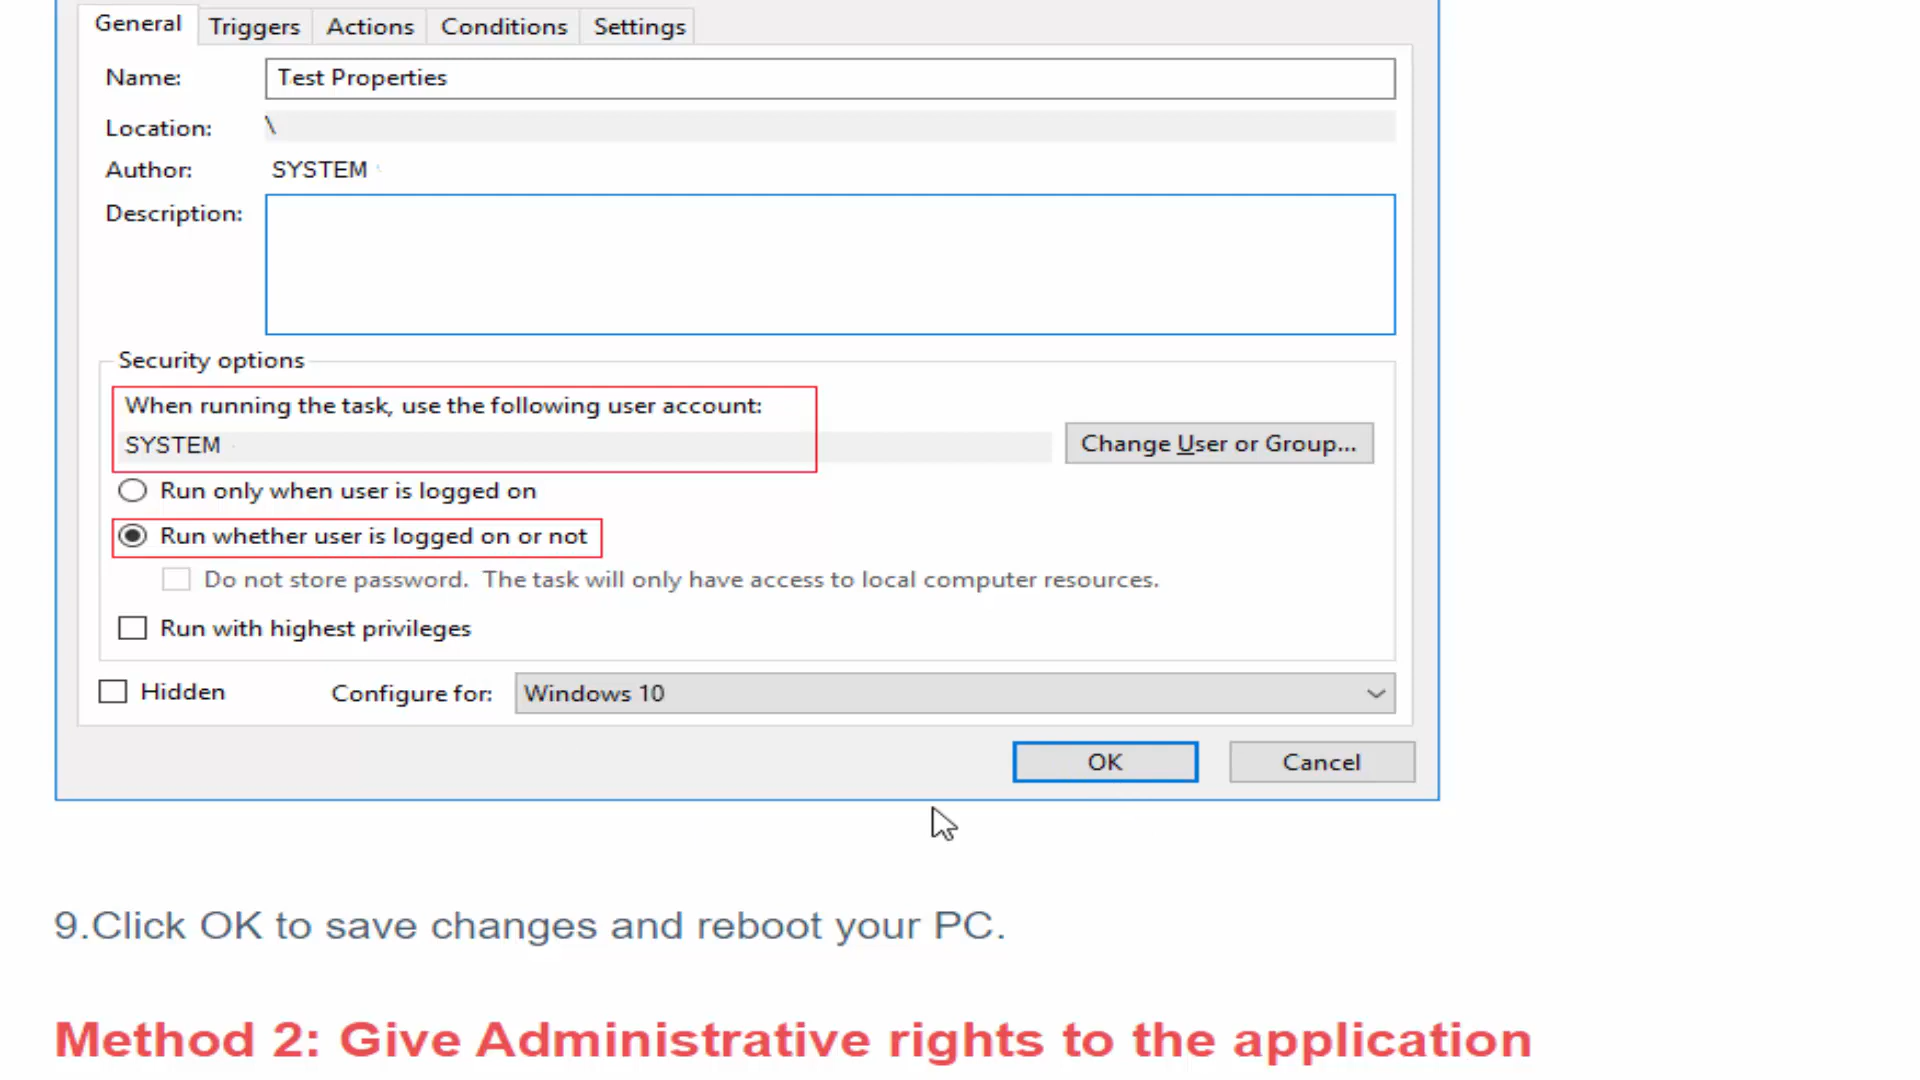 General Triggers Actions Conditions Settings
Name: Test Properties
Location: \
Author: SYSTEM
Description:
Security options
When running the task, use the following user account:
SYSTEM Change User or Group...
Run only when user is logged on
Run whether user is logged on or not
Do not store password. The task will only have access to local computer resources.
Run with highest privileges
Hidden Configure for: Windows 10
OK Cancel
9.Click OK to save changes and reboot your PC.
Method 2: Give Administrative rights to the application